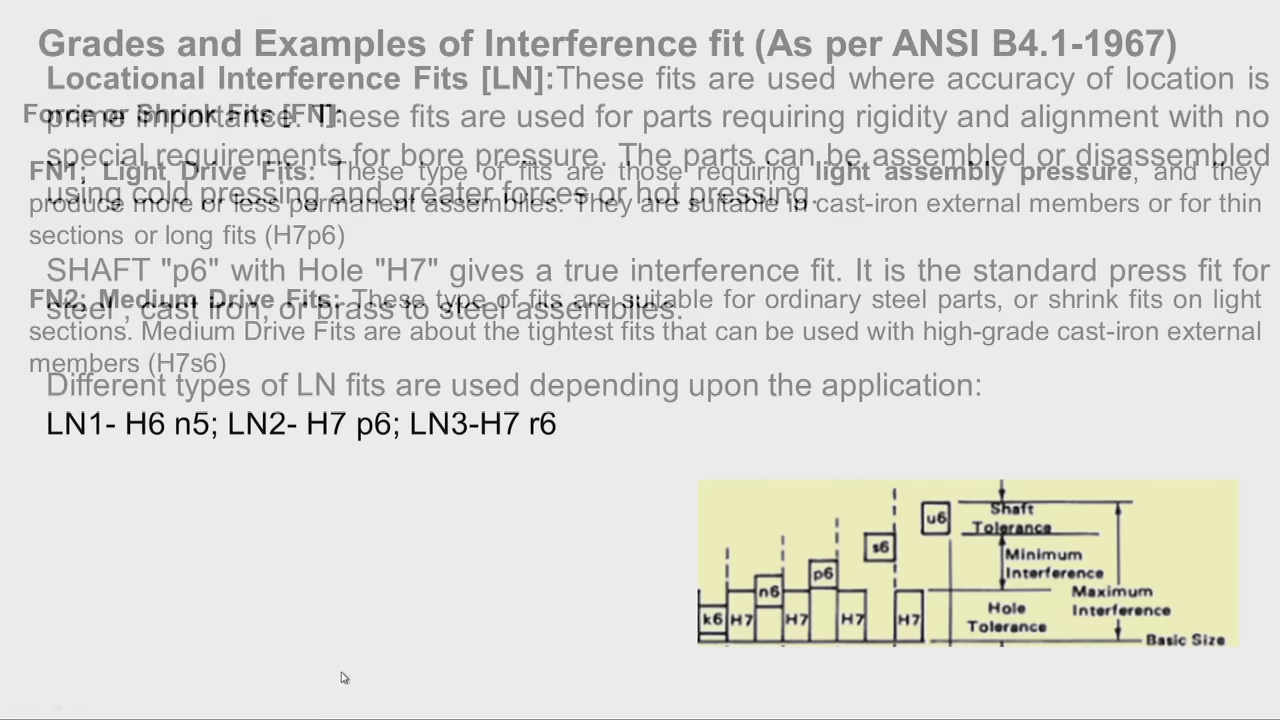 Grades and Examples of Interference fit (As per ANSI B4.1-1967)
Locational Interference Fits [LN]:These fits are used where accuracy of location is
prime importance. These fits are used for parts requiring rigidity and alignment with no
special requirements for bore pressure. The parts can be assembled or disassembled
using cold pressing and greater forces or hot pressing.
SHAFT "p6" with Hole "H7" gives a true interference fit. It is the standard press fit for
steel , cast iron, or brass to steel assemblies.
Different types of LN fits are used depending upon the application:
LN1- H6 n5; LN2- H7 p6; LN3-H7 r6
Force or Shrink Fits [FN]:
FN1; Light Drive Fits: These type of fits are those requiring light assembly pressure, and they
produce more or less permanent assemblies. They are suitable in cast-iron external members or for thin
sections or long fits (H7p6)
FN2; Medium Drive Fits: These type of fits are suitable for ordinary steel parts, or shrink fits on light
sections. Medium Drive Fits are about the tightest fits that can be used with high-grade cast-iron external
members (H7s6)
k6
H7
n6
H7
p6
H7
s6
H7
u6
Shaft
Tolerance
Minimum
Interference
Maximum
Interference
Hole
Tolerance
Basic Size